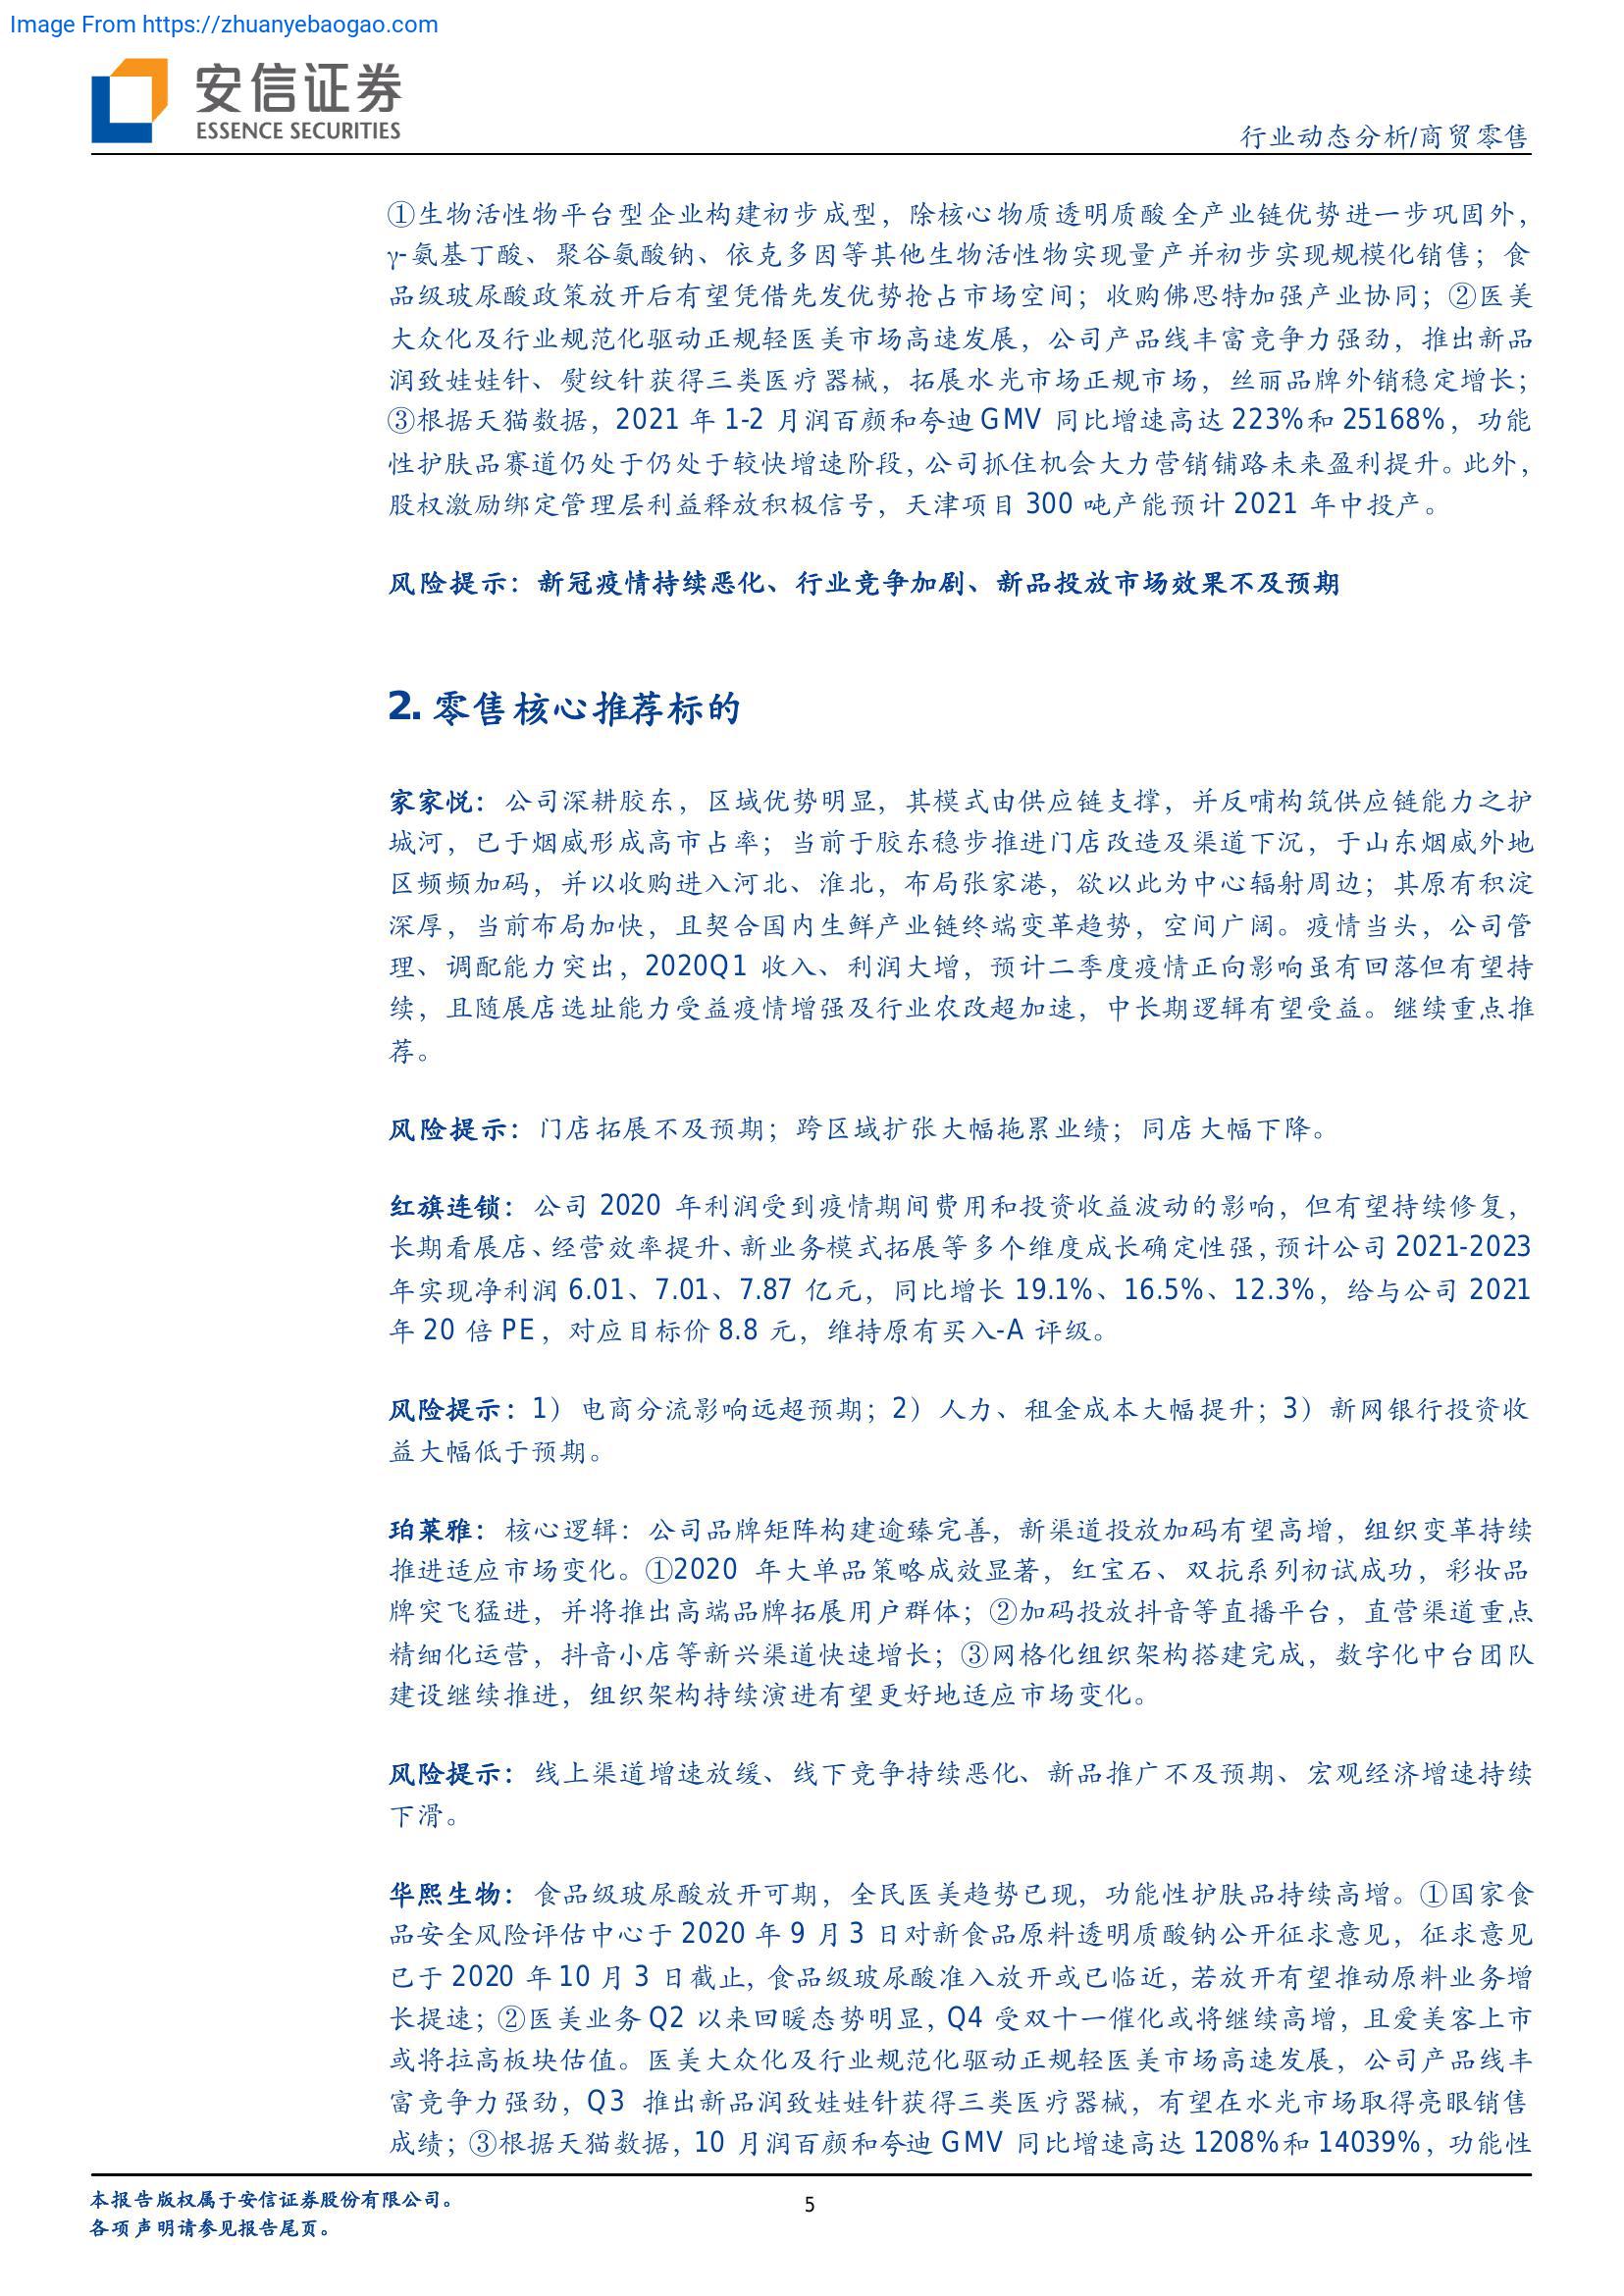 Image From https://zhuanyebaogao.com
安信证券
ESSENCE SECURITIES
行业动态分析/商贸零售
①生物活性物平台型企业构建初步成型，除核心物质透明质酸全产业链优势进一步巩固外，
γ-氨基丁酸、聚谷氨酸钠、依克多因等其他生物活性物实现量产并初步实现规模化销售；食
品级玻尿酸政策放开后有望凭借先发优势抢占市场空间；收购佛思特加强产业协同；②医美
大众化及行业规范化驱动正规轻医美市场高速发展，公司产品线丰富竞争力强劲，推出新品
润致娃娃针、熨纹针获得三类医疗器械，拓展水光市场正规市场，丝丽品牌外销稳定增长；
③根据天猫数据，2021 年 1-2 月润百颜和夸迪 GMV 同比增速高达 223%和 25168%，功能
性护肤品赛道仍处于仍处于较快增速阶段，公司抓住机会大力营销铺路未来盈利提升。此外，
股权激励绑定管理层利益释放积极信号，天津项目 300 吨产能预计 2021 年中投产。
风险提示：新冠疫情持续恶化、行业竞争加剧、新品投放市场效果不及预期
2. 零售核心推荐标的
家家悦：公司深耕胶东，区域优势明显，其模式由供应链支撑，并反哺构筑供应链能力之护
城河，已于烟威形成高市占率；当前于胶东稳步推进门店改造及渠道下沉，于山东烟威外地
区频频加码，并以收购进入河北、淮北，布局张家港，欲以此为中心辐射周边；其原有积淀
深厚，当前布局加快，且契合国内生鲜产业链终端变革趋势，空间广阔。疫情当头，公司管
理、调配能力突出，2020Q1 收入、利润大增，预计二季度疫情正向影响虽有回落但有望持
续，且随展店选址能力受益疫情增强及行业农改超加速，中长期逻辑有望受益。继续重点推
荐。
风险提示：门店拓展不及预期；跨区域扩张大幅拖累业绩；同店大幅下降。
红旗连锁：公司 2020 年利润受到疫情期间费用和投资收益波动的影响，但有望持续修复，
长期看展店、经营效率提升、新业务模式拓展等多个维度成长确定性强，预计公司 2021-2023
年实现净利润 6.01、7.01、7.87 亿元，同比增长 19.1%、16.5%、12.3%，给与公司 2021
年 20 倍 PE，对应目标价 8.8 元，维持原有买入-A 评级。
风险提示：1）电商分流影响远超预期；2）人力、租金成本大幅提升；3）新网银行投资收
益大幅低于预期。
珀莱雅：核心逻辑：公司品牌矩阵构建逾臻完善，新渠道投放加码有望高增，组织变革持续
推进适应市场变化。①2020 年大单品策略成效显著，红宝石、双抗系列初试成功，彩妆品
牌突飞猛进，并将推出高端品牌拓展用户群体；②加码投放抖音等直播平台，直营渠道重点
精细化运营，抖音小店等新兴渠道快速增长；③网格化组织架构搭建完成，数字化中台团队
建设继续推进，组织架构持续演进有望更好地适应市场变化。
风险提示：线上渠道增速放缓、线下竞争持续恶化、新品推广不及预期、宏观经济增速持续
下滑。
华熙生物：食品级玻尿酸放开可期，全民医美趋势已现，功能性护肤品持续高增。①国家食
品安全风险评估中心于 2020 年 9 月 3 日对新食品原料透明质酸钠公开征求意见，征求意见
已于 2020 年 10 月 3 日截止，食品级玻尿酸准入放开或已临近，若放开有望推动原料业务增
长提速；②医美业务 Q2 以来回暖态势明显，Q4 受双十一催化或将继续高增，且爱美客上市
或将拉高板块估值。医美大众化及行业规范化驱动正规轻医美市场高速发展，公司产品线丰
富竞争力强劲，Q3 推出新品润致娃娃针获得三类医疗器械，有望在水光市场取得亮眼销售
成绩；③根据天猫数据，10 月润百颜和夸迪 GMV 同比增速高达 1208%和 14039%，功能性
本报告版权属于安信证券股份有限公司。
5
各项声明请参见报告尾页。